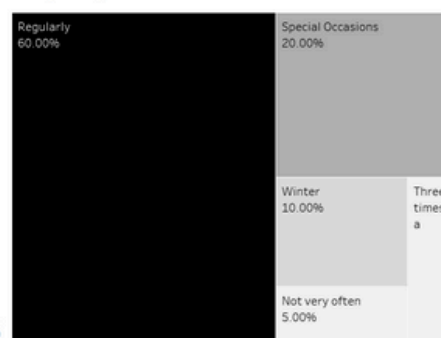 Regularly
60.00%
Special Occasions
20.00%
Winter
10.00%
Three
times
a
Not very often
5.00%